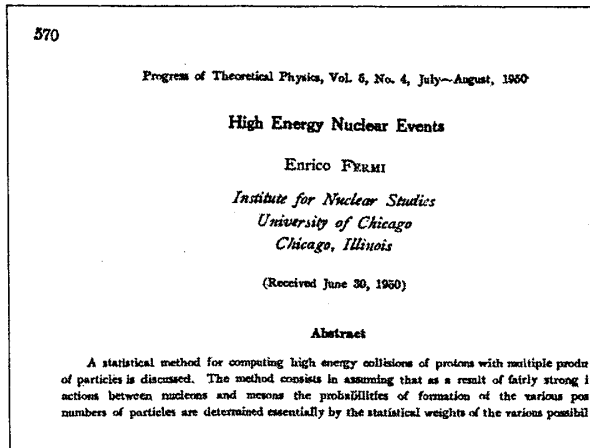 570
Progress of Theoretical Physics, Vol. 5, No. 4, July~August, 1950
High Energy Nuclear Events
Enrico FERMI
Institute for Nuclear Studies
University of Chicago
Chicago, Illinois
(Received June 30, 1950)
Abstract
A statistical method for computing high energy collisions of protons with multiple
of particles is discussed. The method consists in assuming that as a result of fairly strong
actions between nucleons and mesons the probabilities of formation of the various
numbers of particles are determined essentially by the statistical weights of the various